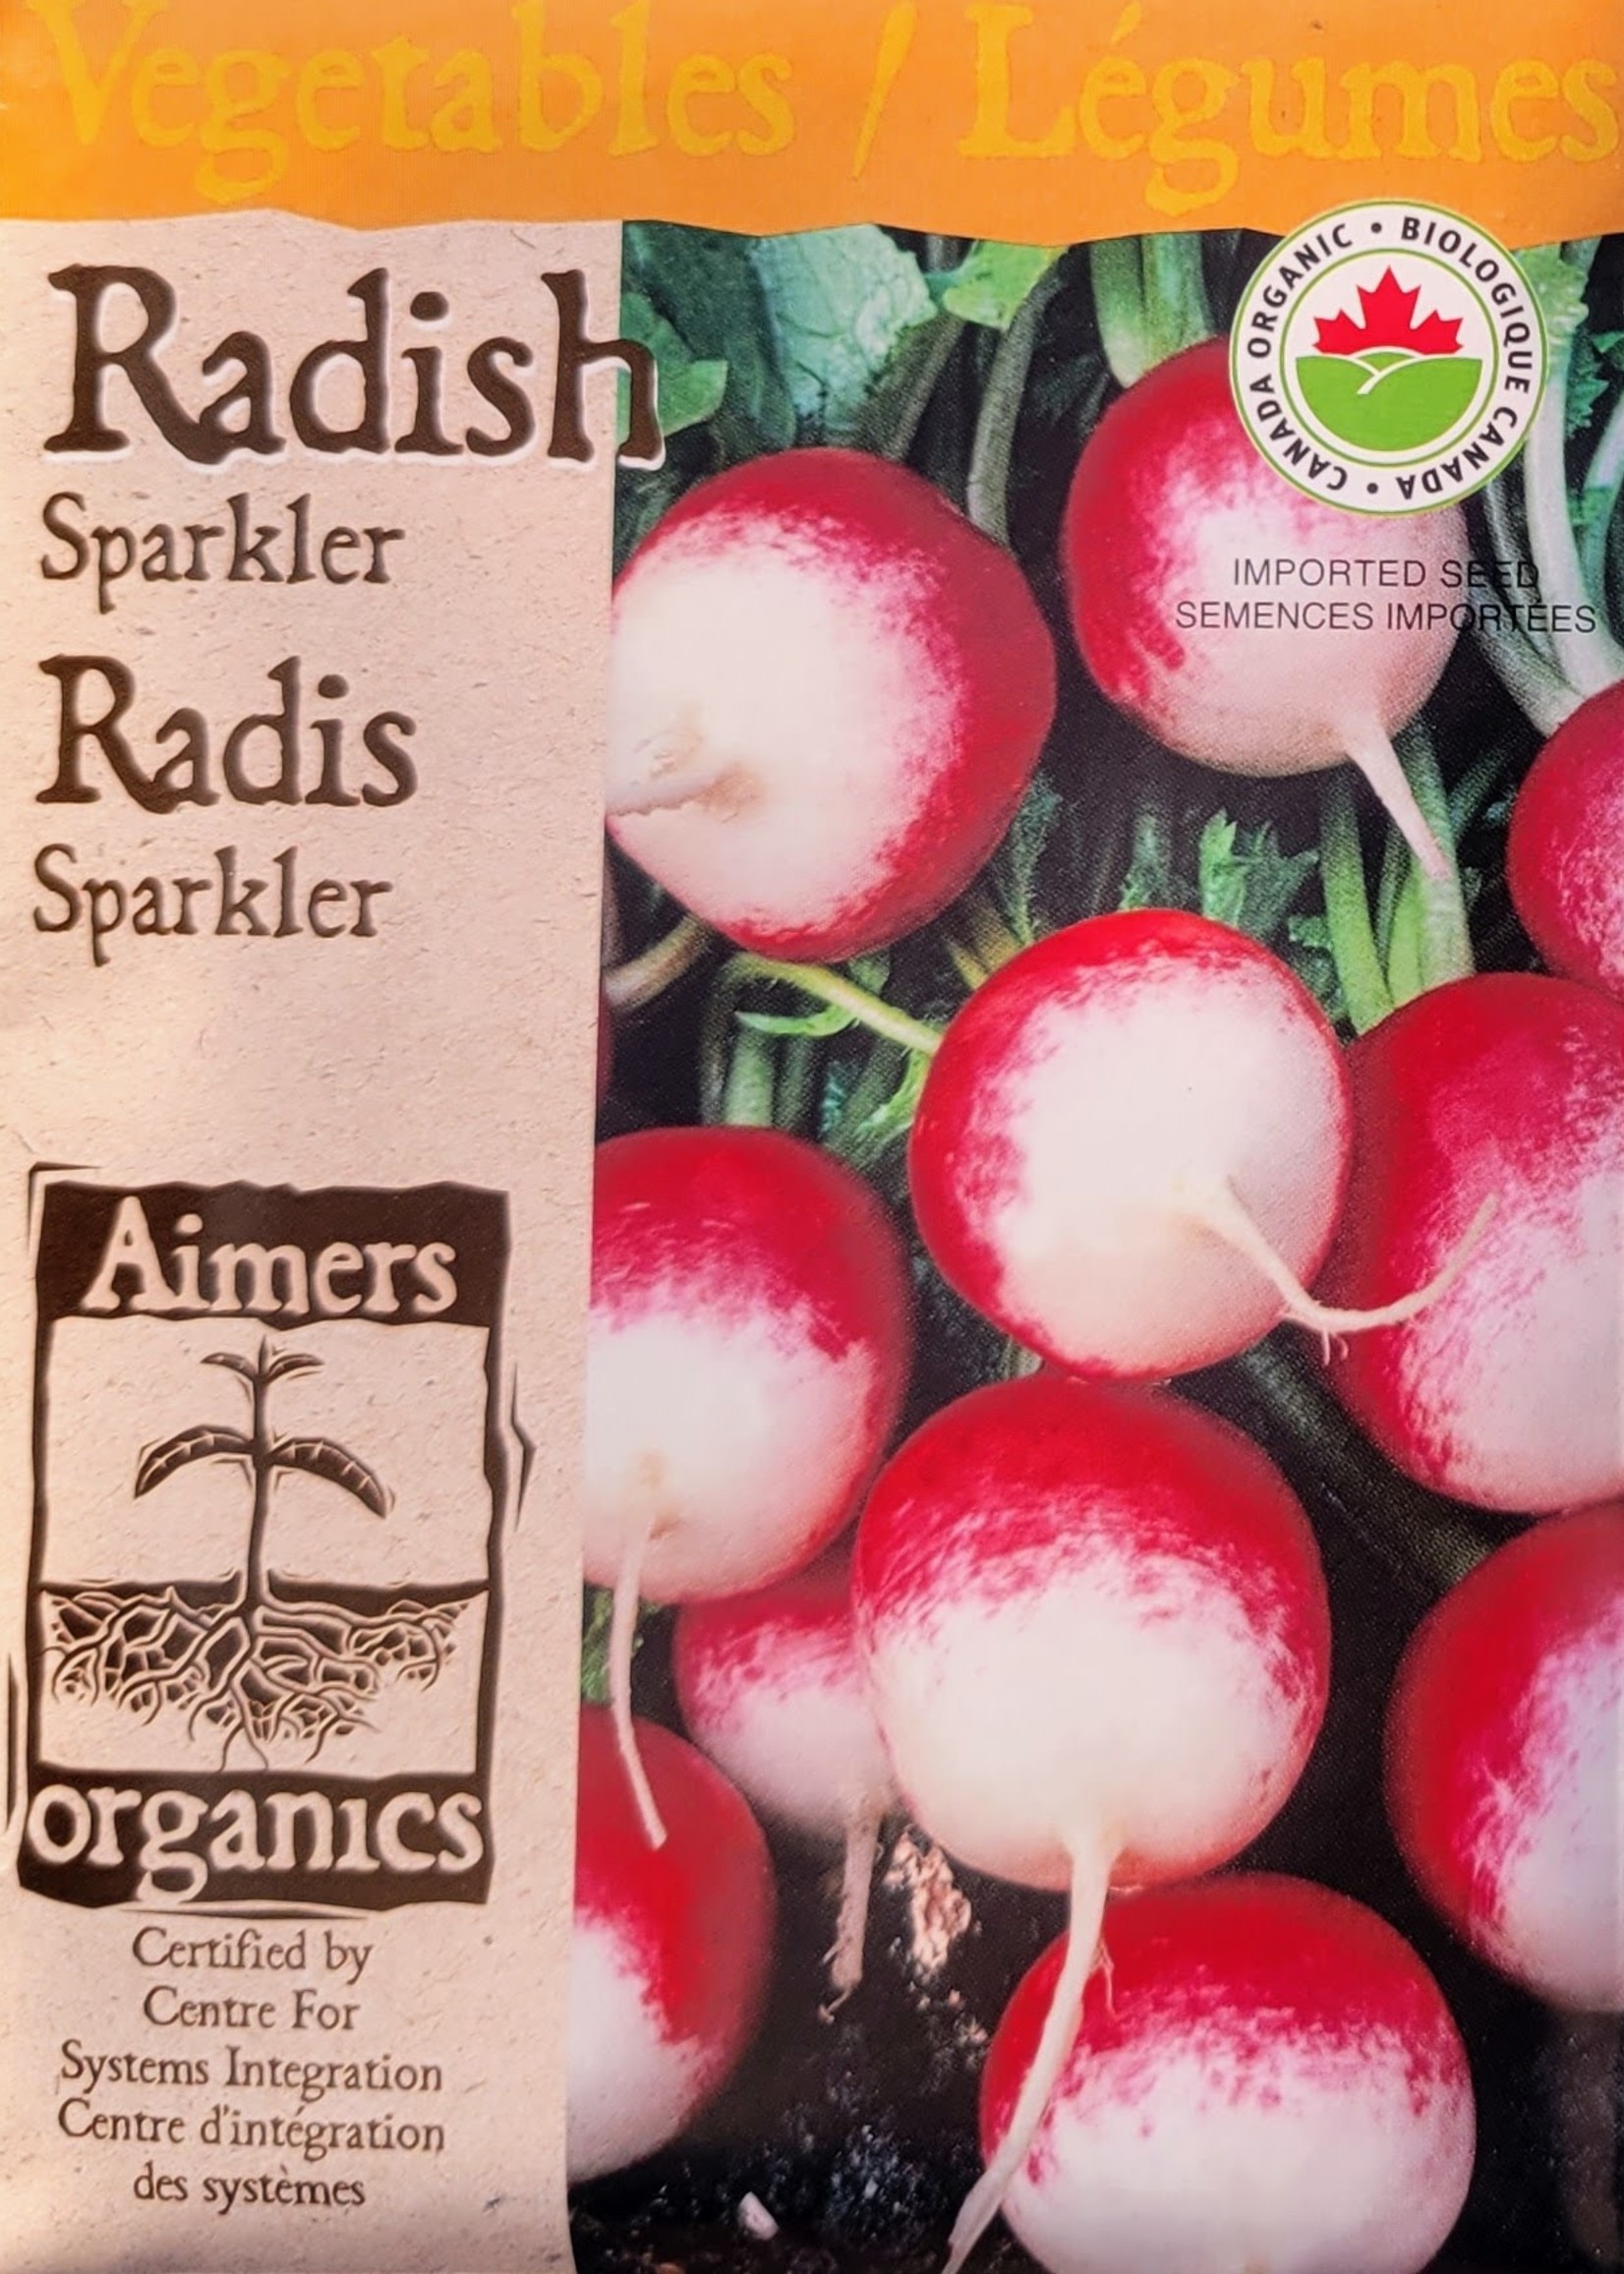 Vegetables / Légumes
Radish
Sparkler
Radis
Sparkler
CANADA ORGANIC • BIOLOGIQUE CANADA •
IMPORTED SEED
SEMENCES IMPORTÉES
Aimers
organics
Certified by
Centre For
Systems Integration
Centre d'intégration
des systèmes